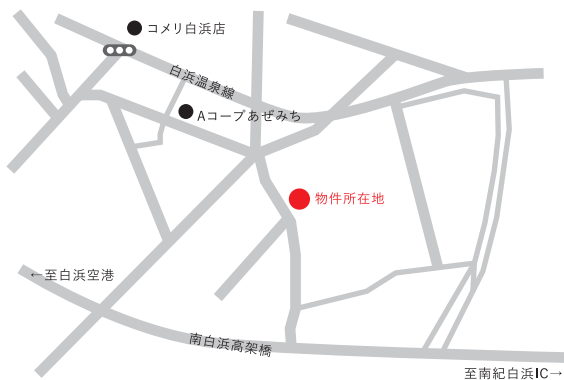 コメリ白浜店
白浜温泉線
Aコープあぜみち
物件所在地
←至白浜空港
南白浜高架橋
至南紀白浜IC→